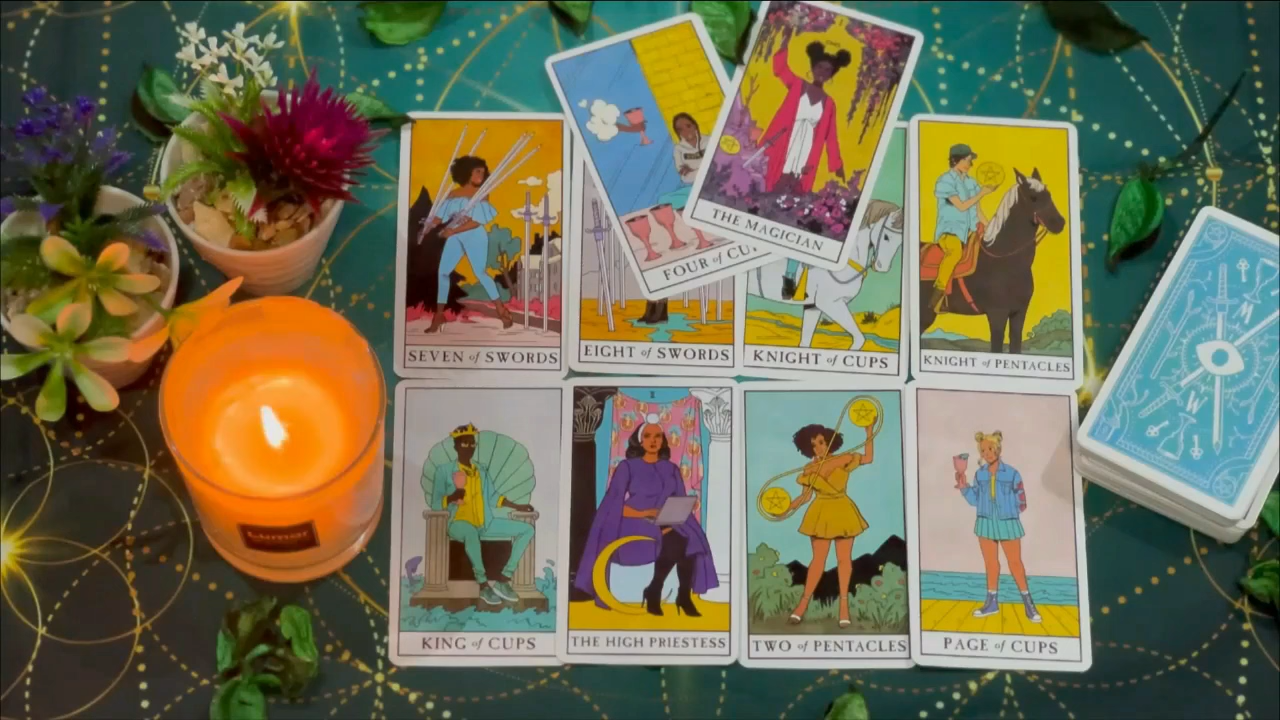 THE MAGICIAN
FOUR of CU
SEVEN of SWORDS
EIGHT of SWORDS
KNIGHT of CUPS
KNIGHT of PENTACLES
KING of CUPS
THE HIGH PRIESTESS
TWO of PENTACLES
PAGE of CUPS